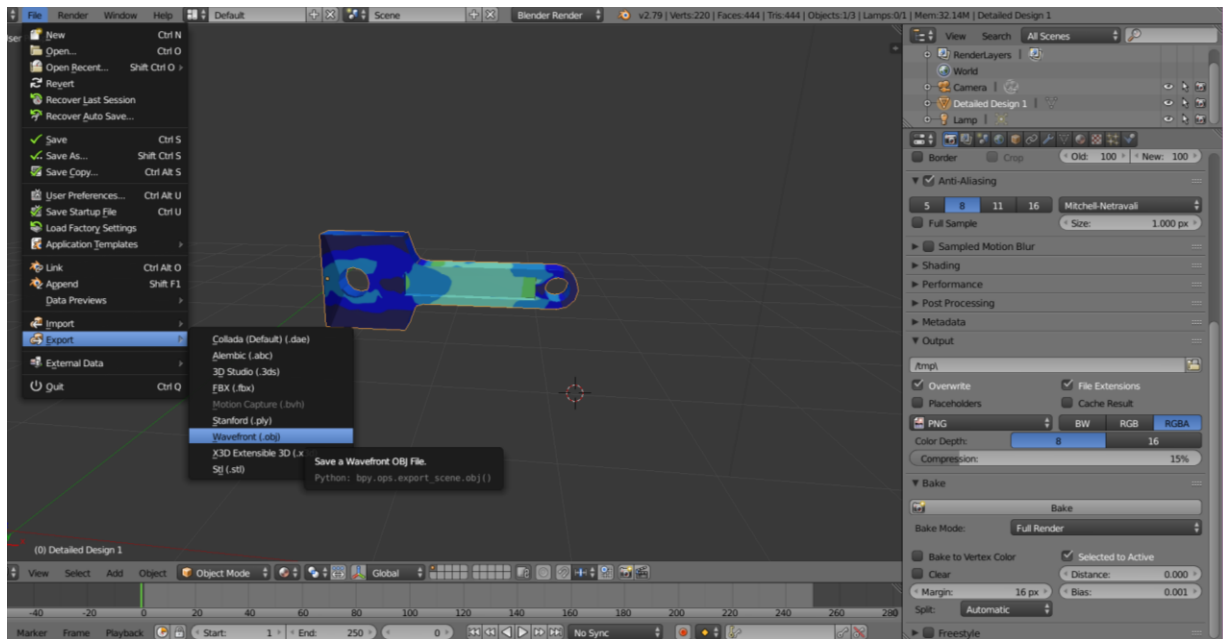 File Render Window Help Default Scene Blender Render v2.79 | Verts:220 | Faces:444 | Tris:444 | Objects:1/3 | Lamps:0/1 | Mem:32.14M | Detailed Design 1
New Ctrl N
Open... Ctrl O
Open Recent... Shift Ctrl O
Revert
Recover Last Session
Recover Auto Save...
Save Ctrl S
Save As... Shift Ctrl S
Save Copy... Ctrl Alt S
User Preferences... Ctrl Alt U
Save Startup File Ctrl U
Load Factory Settings
Application Templates
Link Ctrl Alt O
Append Shift F1
Data Previews
Import
Export
External Data
Quit Ctrl Q
Collada (Default) (.dae)
Alembic (.abc)
3D Studio (.3ds)
FBX (.fbx)
Motion Capture (.bvh)
Stanford (.ply)
Wavefront (.obj)
X3D Extensible 3D (.x
Stl (.stl)
Save a Wavefront OBJ File.
Python: bpy.ops.export_scene.obj()
(0) Detailed Design 1
View Select Add Object Object Mode Global
-40 -20 0 20 40 60 80 100 120 140 160 180 200 220 240 260 280
Marker Frame Playback Start: 1 End: 250 0 No Sync
View Search All Scenes
RenderLayers
World
Camera
Detailed Design 1
Lamp
Border Crop Old: 100 New: 100
Anti-Aliasing
5 8 11 16 Mitchell-Netravali
Full Sample Size: 1.000 px
Sampled Motion Blur
Shading
Performance
Post Processing
Metadata
Output
/tmp\
Overwrite File Extensions
Placeholders Cache Result
PNG BW RGB RGBA
Color Depth: 8 16
Compression: 15%
Bake
Bake
Bake Mode: Full Render
Bake to Vertex Color Selected to Active
Clear Distance: 0.000
Margin: 16 px Bias: 0.001
Split: Automatic
Freestyle